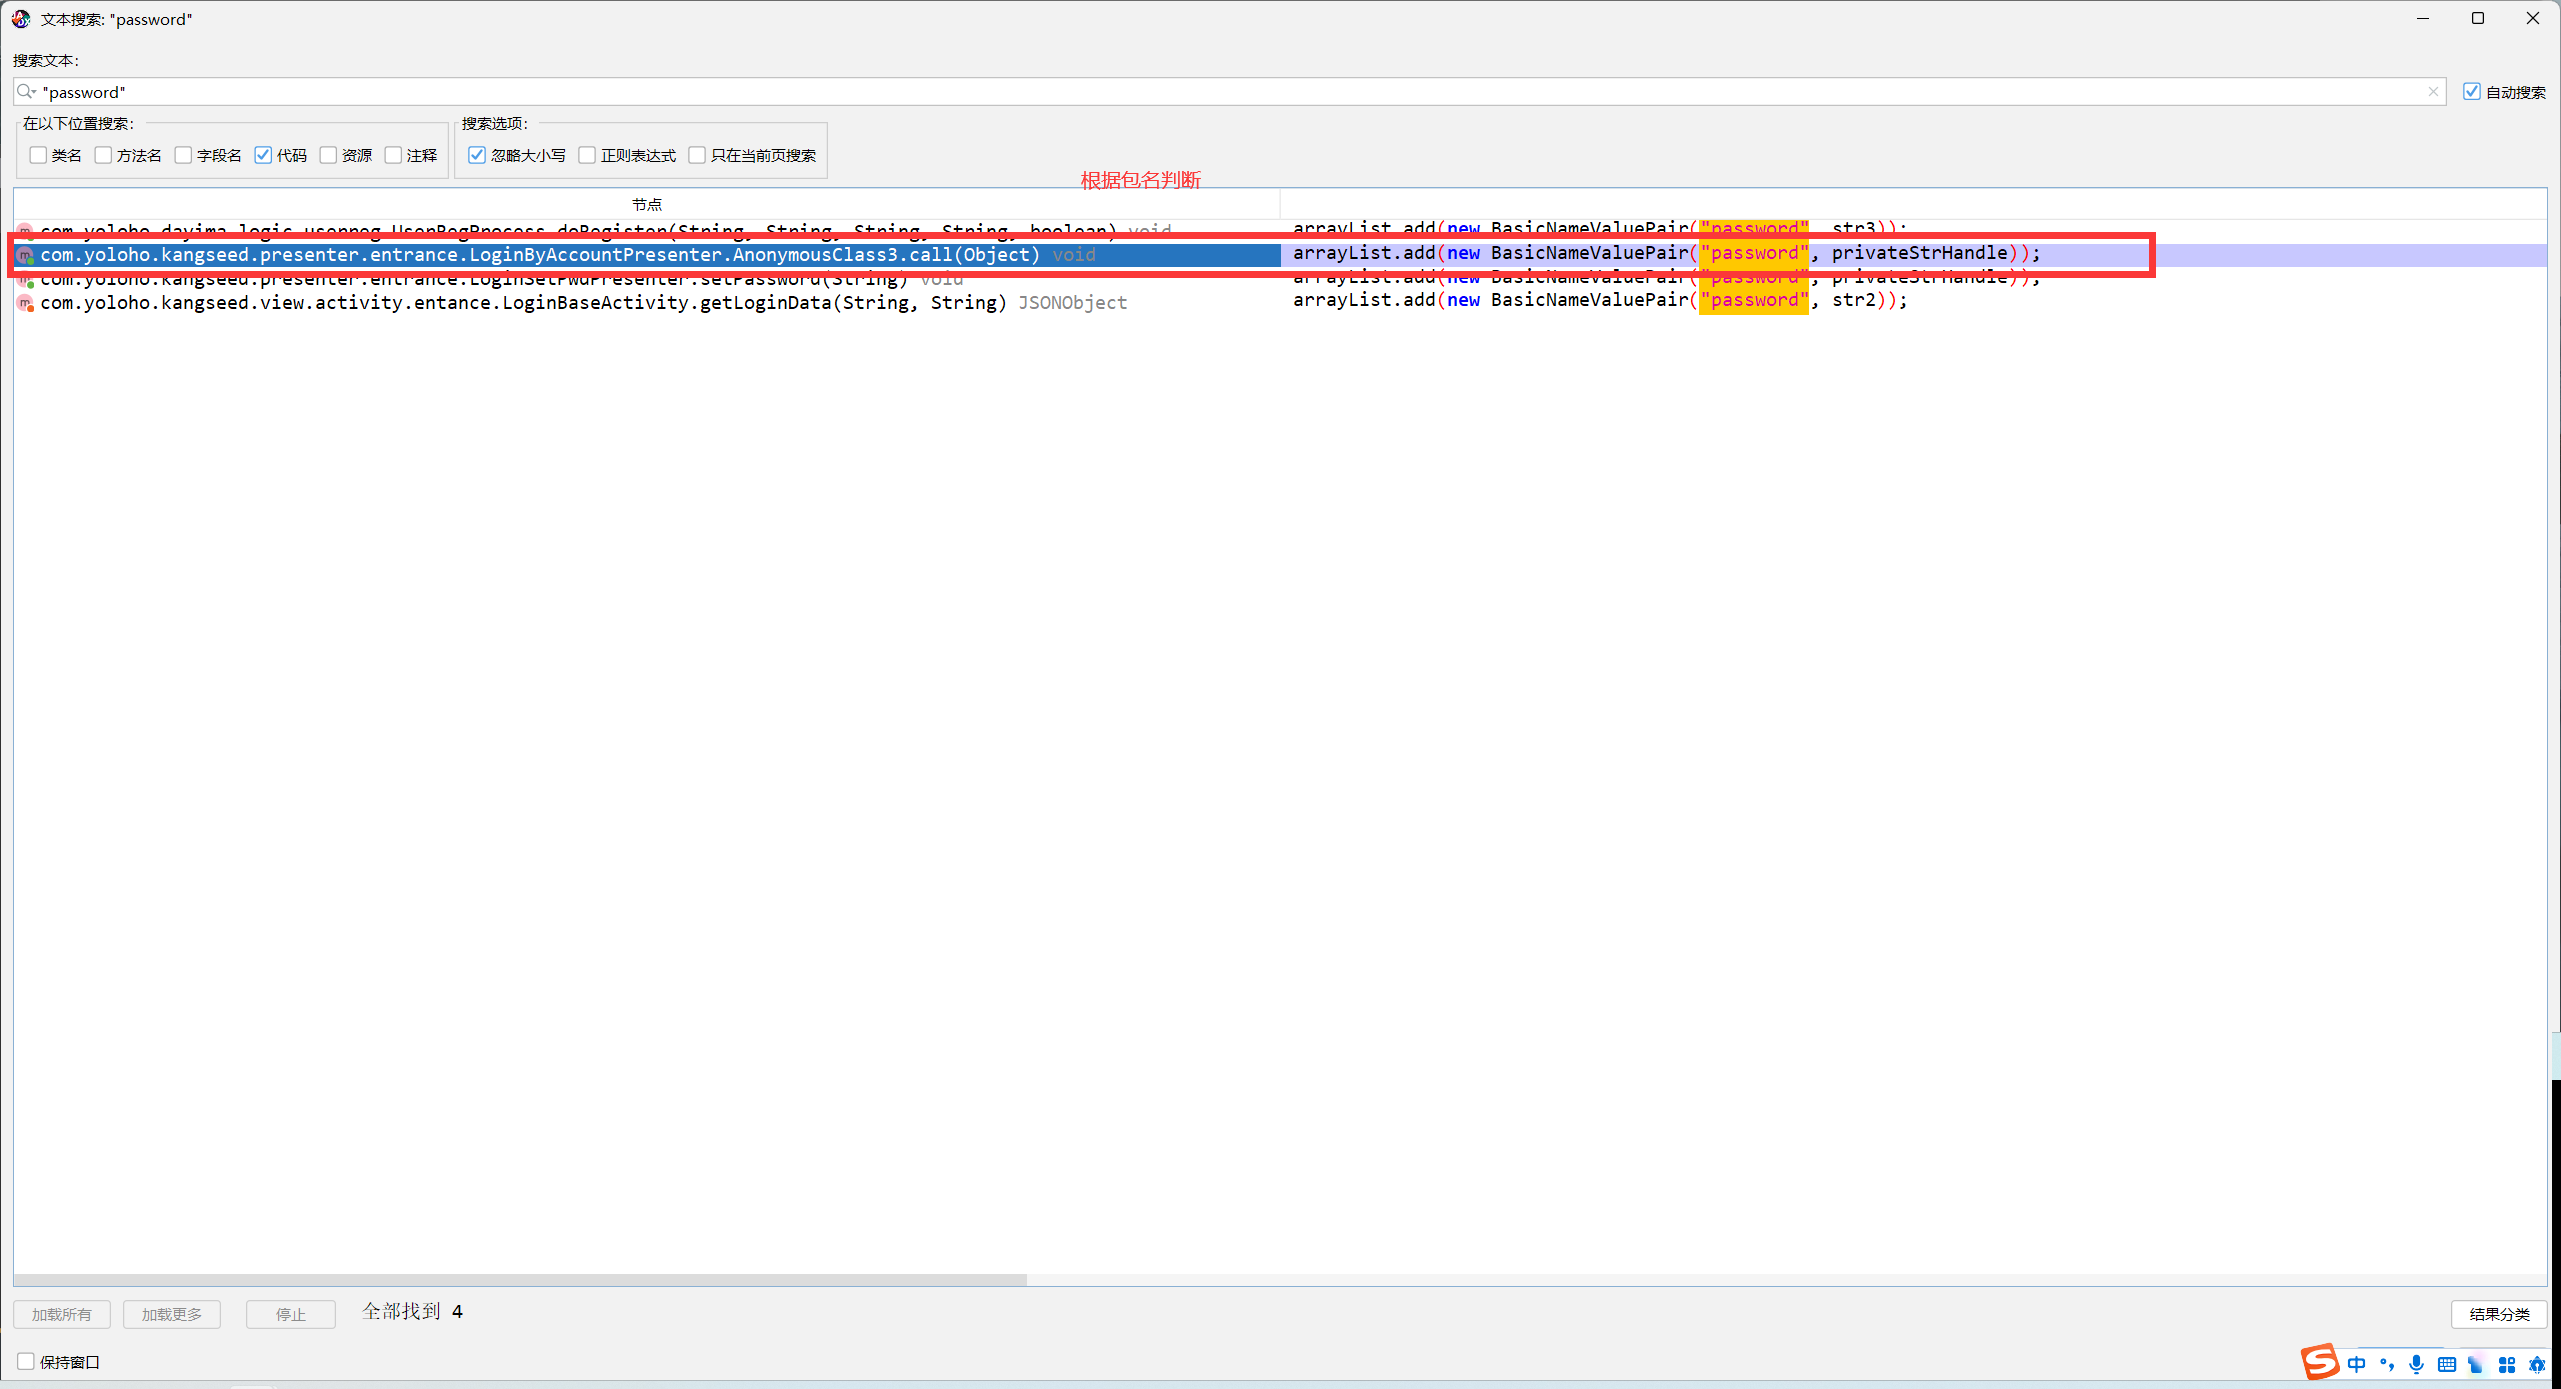 文本搜索: "password"
搜索文本:
"password"
自动搜索
在以下位置搜索:
搜索选项:
类名 方法名 字段名 代码 资源 注释
忽略大小写 正则表达式 只在当前页搜索
根据包名判断
节点
com.yoloho.dayima.logic.userreg.UserRegProcess.doRegister(String, String, String, String, boolean) void arrayList.add(new BasicNameValuePair("password", str3));
com.yoloho.kangseed.presenter.entrance.LoginByAccountPresenter.AnonymousClass3.call(Object) void arrayList.add(new BasicNameValuePair("password", privateStrHandle));
com.yoloho.kangseed.presenter.entrance.LoginSetPwdPresenter.setPassword(String) void arrayList.add(new BasicNameValuePair("password", privateStrHandle));
com.yoloho.kangseed.view.activity.entance.LoginBaseActivity.getLoginData(String, String) JSONObject arrayList.add(new BasicNameValuePair("password", str2));
加载所有 加载更多 停止 全部找到 4 结果分类
保持窗口
S 中